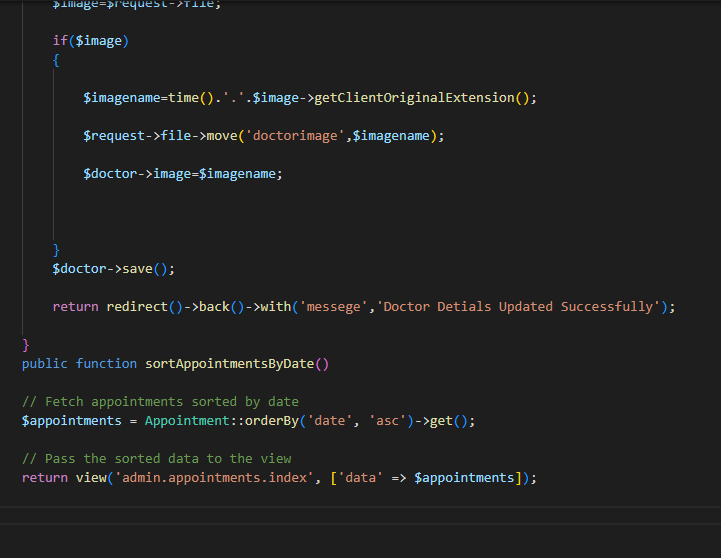 $image=$request->file;
if($image)
{
$imagename=time().'.'.$image->getClientOriginalExtension();
$request->file->move('doctorimage',$imagename);
$doctor->image=$imagename;
}
$doctor->save();
return redirect()->back()->with('messege','Doctor Detials Updated Successfully');
}
public function sortAppointmentsByDate()
// Fetch appointments sorted by date
$appointments = Appointment::orderBy('date', 'asc')->get();
// Pass the sorted data to the view
return view('admin.appointments.index', ['data' => $appointments]);